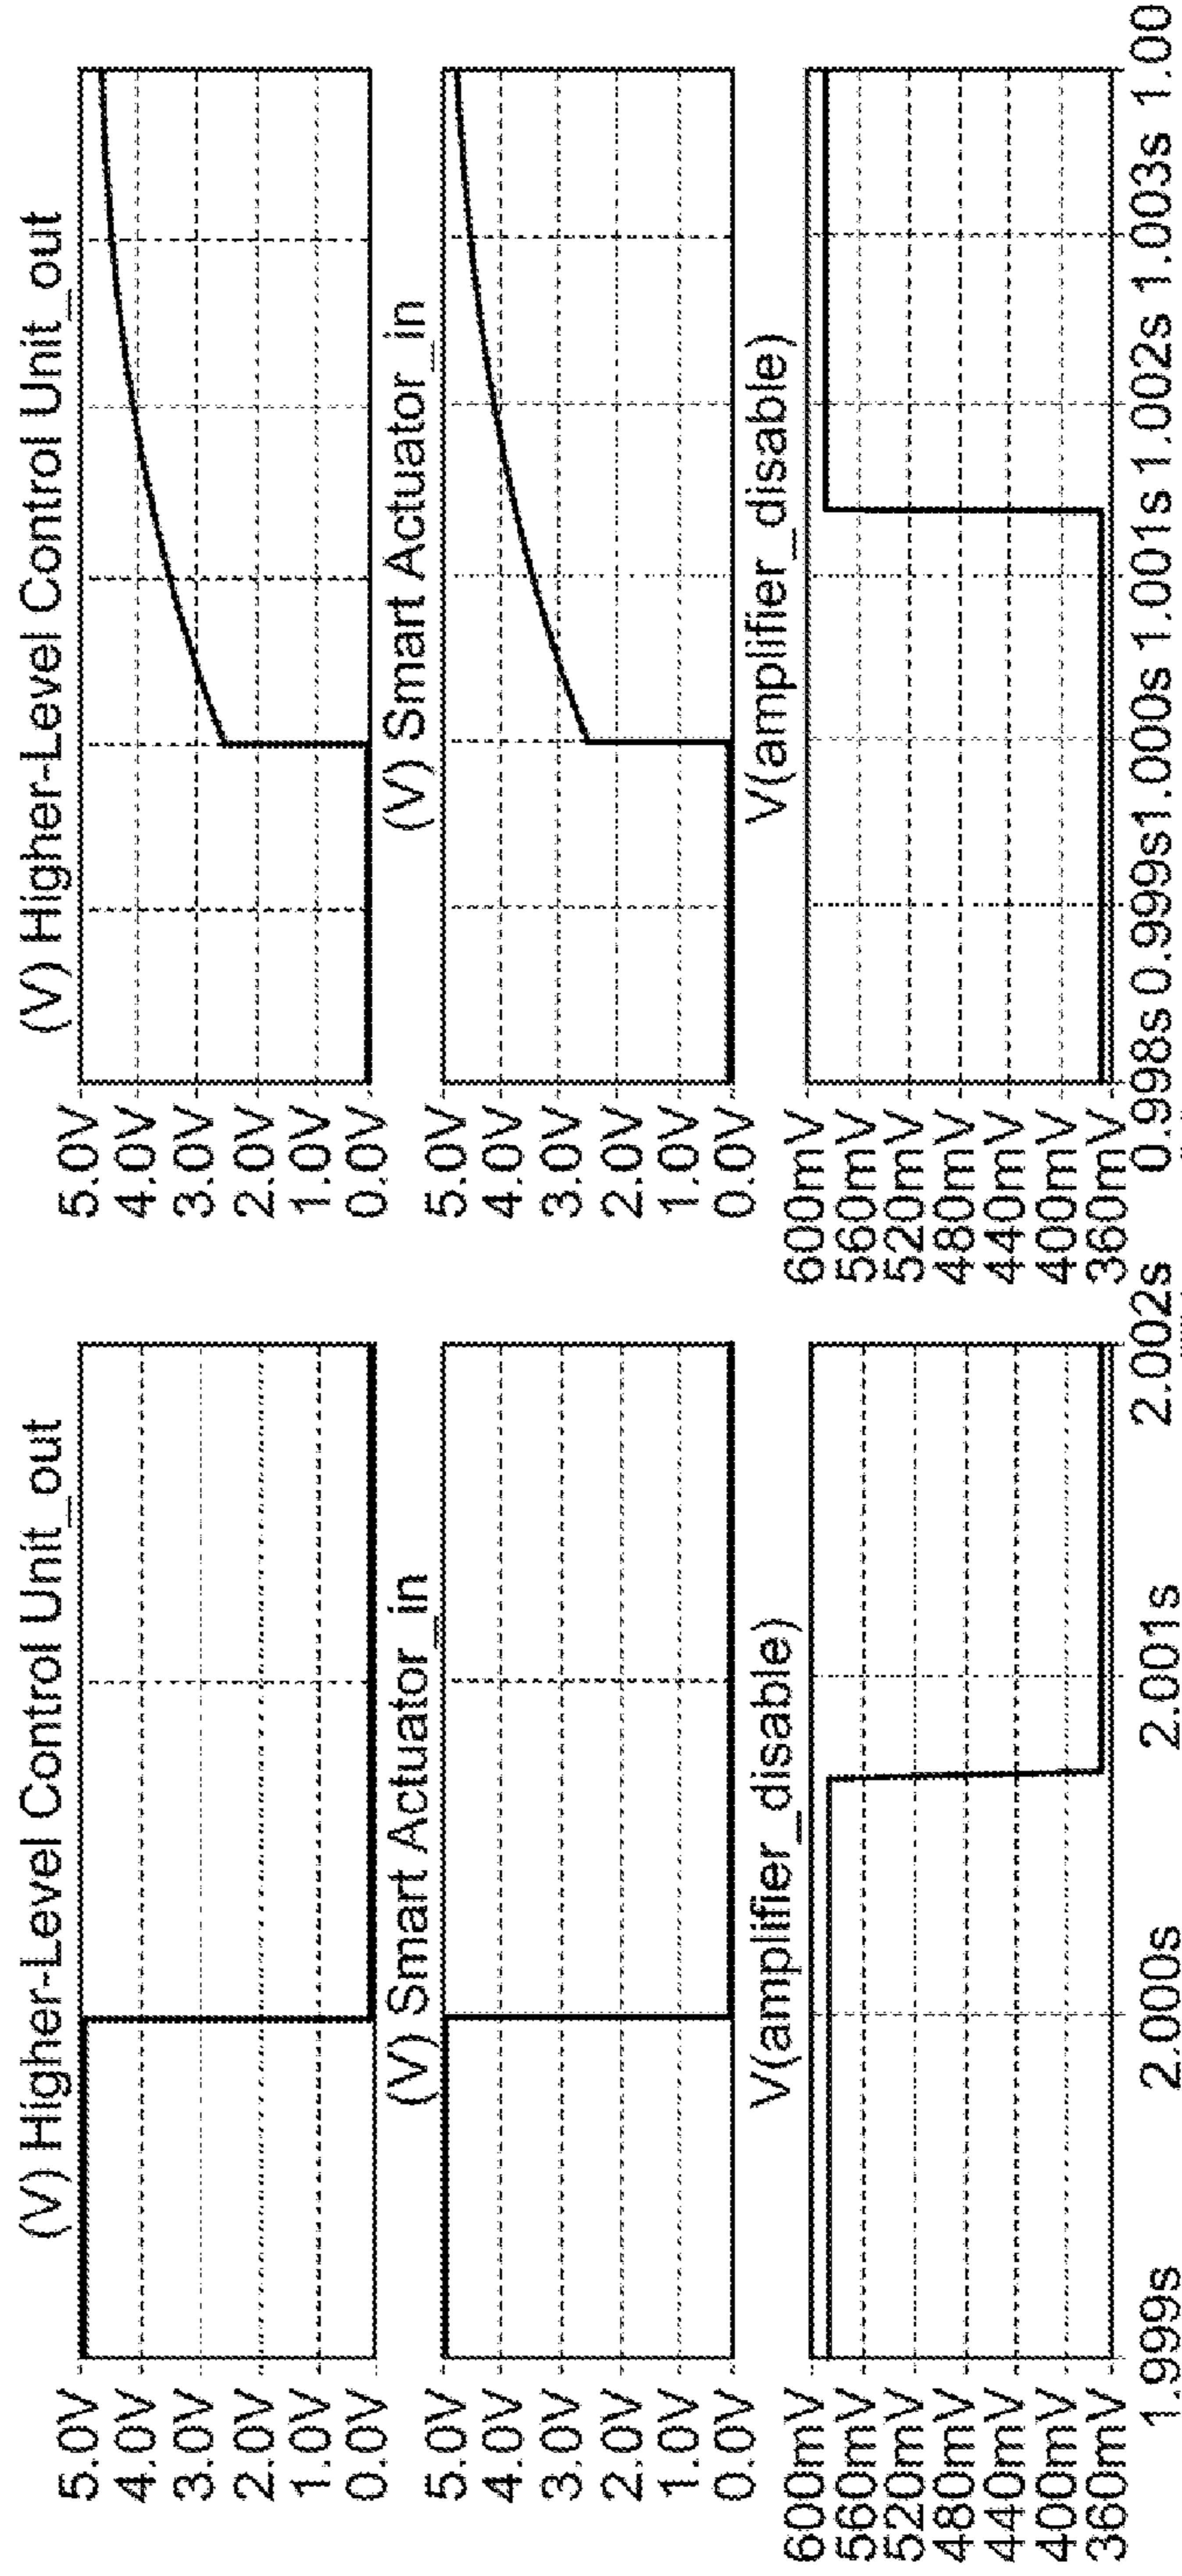 (V) Higher-Level Control Unit_out
5.0V
4.0V
3.0V
2.0V
1.0V
0.0V
(V) Smart Actuator_in
5.0V
4.0V
3.0V
2.0V
1.0V
0.0V
V(amplifier_disable)
600mV
560mV
520mV
480mV
440mV
400mV
360mV
1.999s 2.000s 2.001s 2.002s
(V) Higher-Level Control Unit_out
5.0V
4.0V
3.0V
2.0V
1.0V
0.0V
(V) Smart Actuator_in
5.0V
4.0V
3.0V
2.0V
1.0V
0.0V
V(amplifier_disable)
600mV
560mV
520mV
480mV
440mV
400mV
360mV
0.998s 0.999s 1.000s 1.001s 1.002s 1.003s 1.00